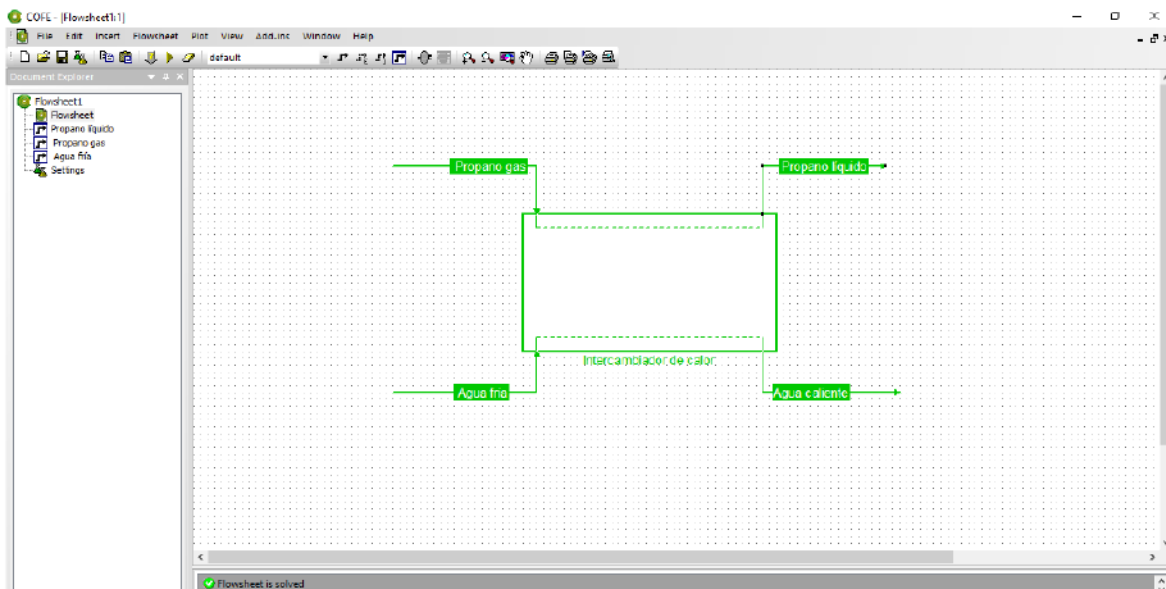 COFE - [Flowsheet1:1]
File Edit Insert Flowsheet Plot View Add-ins Window Help
default
Document Explorer
Flowsheet1
Flowsheet
Propano líquido
Propano gas
Agua fría
Settings
Propano gas
Propano líquido
Intercambiador de calor
Agua fría
Agua caliente
Flowsheet is solved